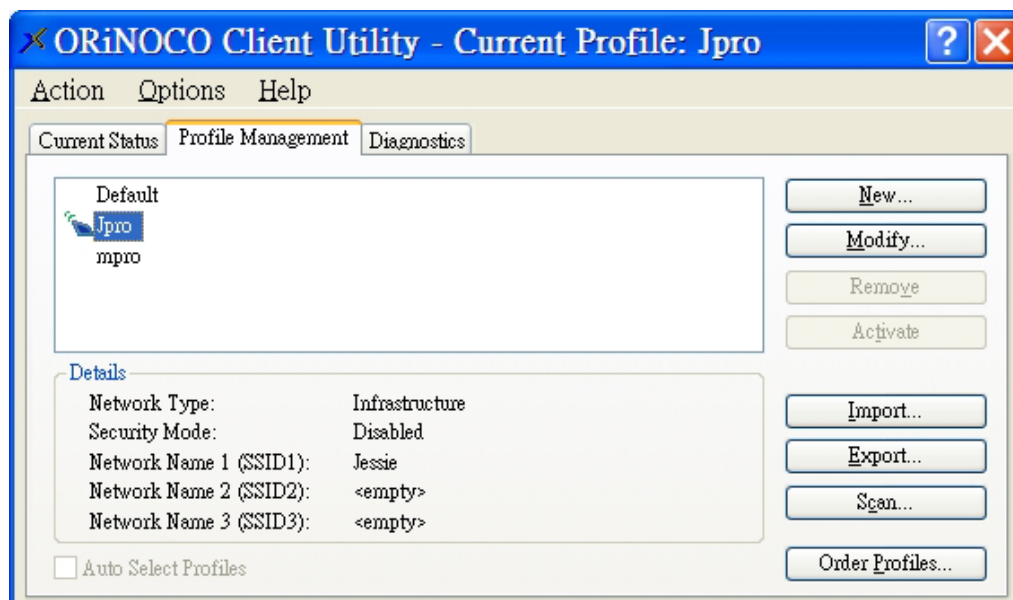 ORiNOCO Client Utility - Current Profile: Jpro
Action Options Help
Current Status Profile Management Diagnostics
Default
Jpro
mpro
New...
Modify...
Remove
Activate
Details
Network Type: Infrastructure
Security Mode: Disabled
Network Name 1 (SSID1): Jessie
Network Name 2 (SSID2): <empty>
Network Name 3 (SSID3): <empty>
Import...
Export...
Scan...
Auto Select Profiles
Order Profiles...